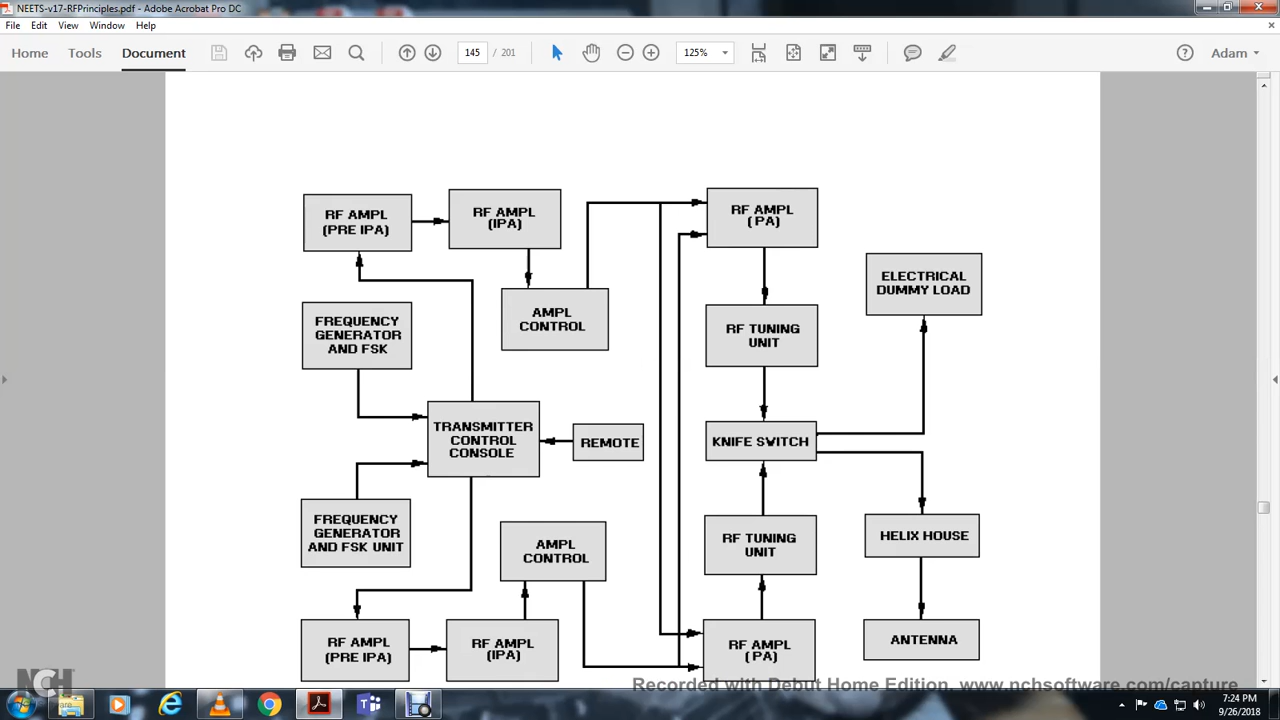 NEETS-v17-RFPrinciples.pdf - Adobe Acrobat Pro DC
File Edit View Window Help
Home Tools Document 145 / 201 125% Adam
RF AMPL
(PRE IPA)
RF AMPL
(IPA)
RF AMPL
(PA)
ELECTRICAL
DUMMY LOAD
AMPL
CONTROL
FREQUENCY
GENERATOR
AND FSK
RF TUNING
UNIT
TRANSMITTER
CONTROL
CONSOLE
REMOTE
KNIFE SWITCH
FREQUENCY
GENERATOR
AND FSK UNIT
AMPL
CONTROL
RF TUNING
UNIT
HELIX HOUSE
RF AMPL
(PRE IPA)
RF AMPL
(IPA)
RF AMPL
(PA)
ANTENNA
NCH
Recorded with Debut Home Edition. www.nchsoftware.com/capture
7:24 PM
9/26/2018